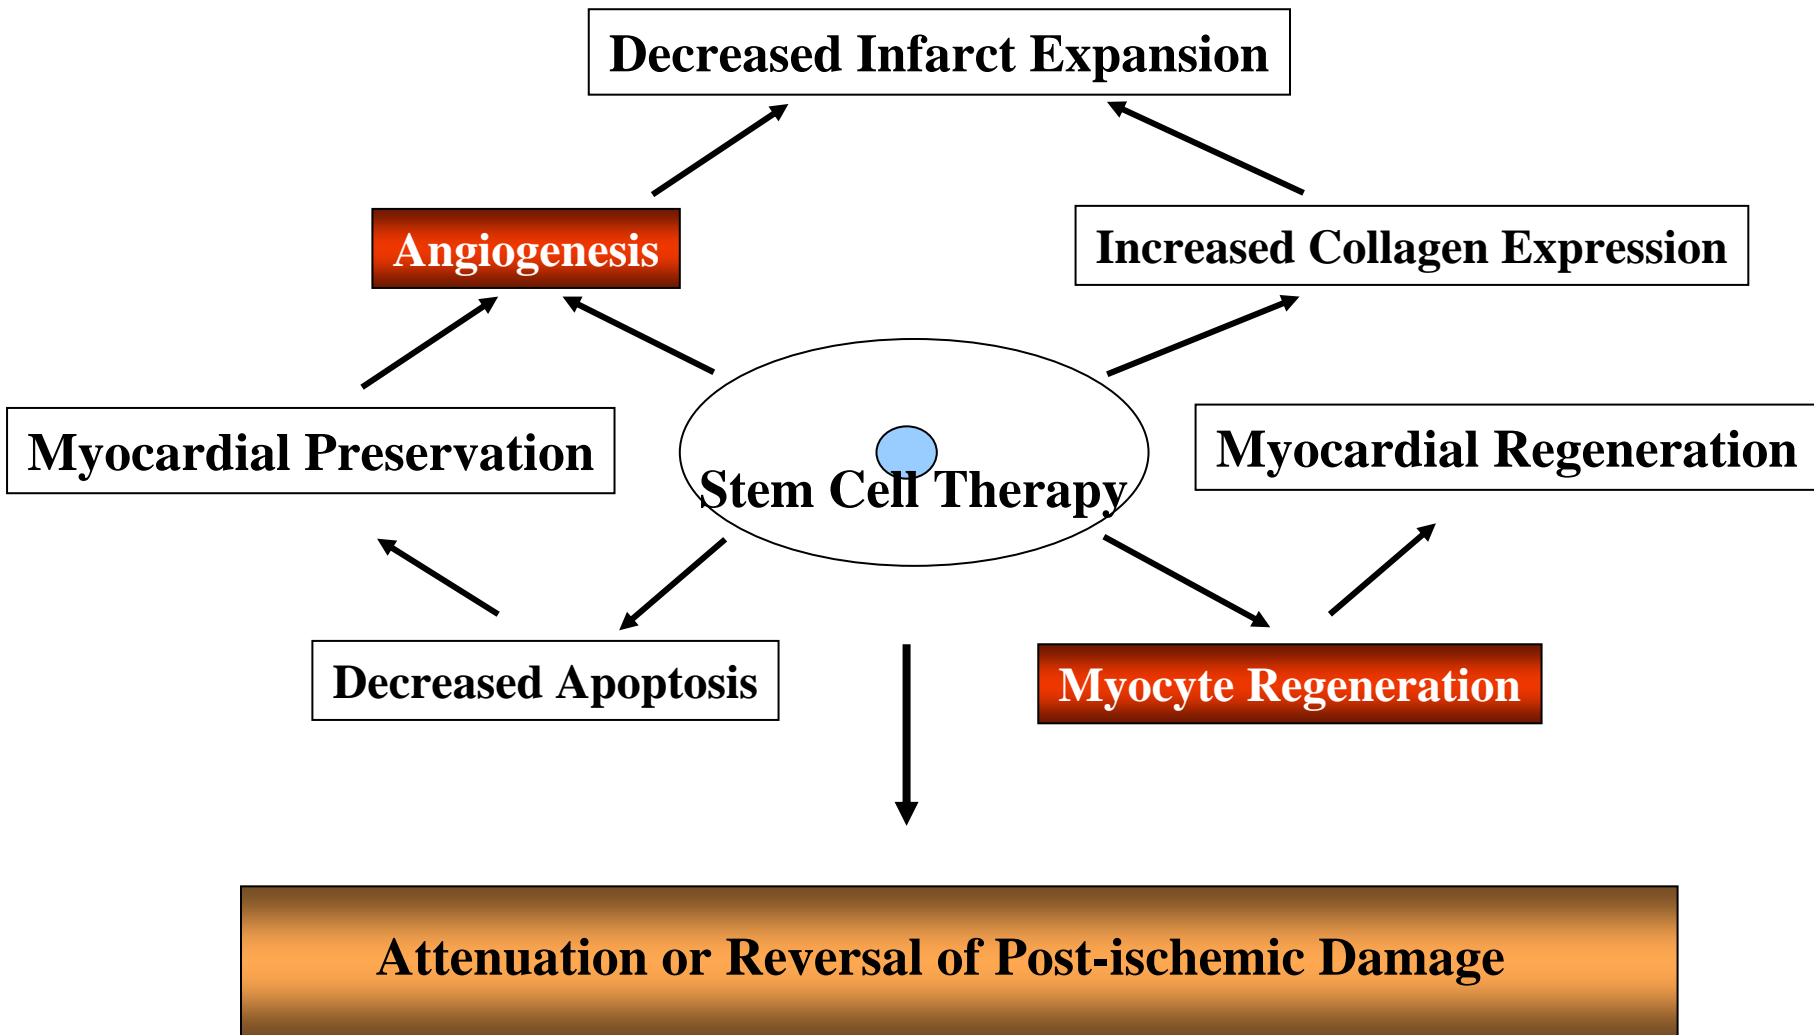 Decreased Infarct Expansion
Angiogenesis
Increased Collagen Expression
Myocardial Preservation
Myocardial Regeneration
Stem Cell Therapy
Decreased Apoptosis
Myocyte Regeneration
Attenuation or Reversal of Post-ischemic Damage